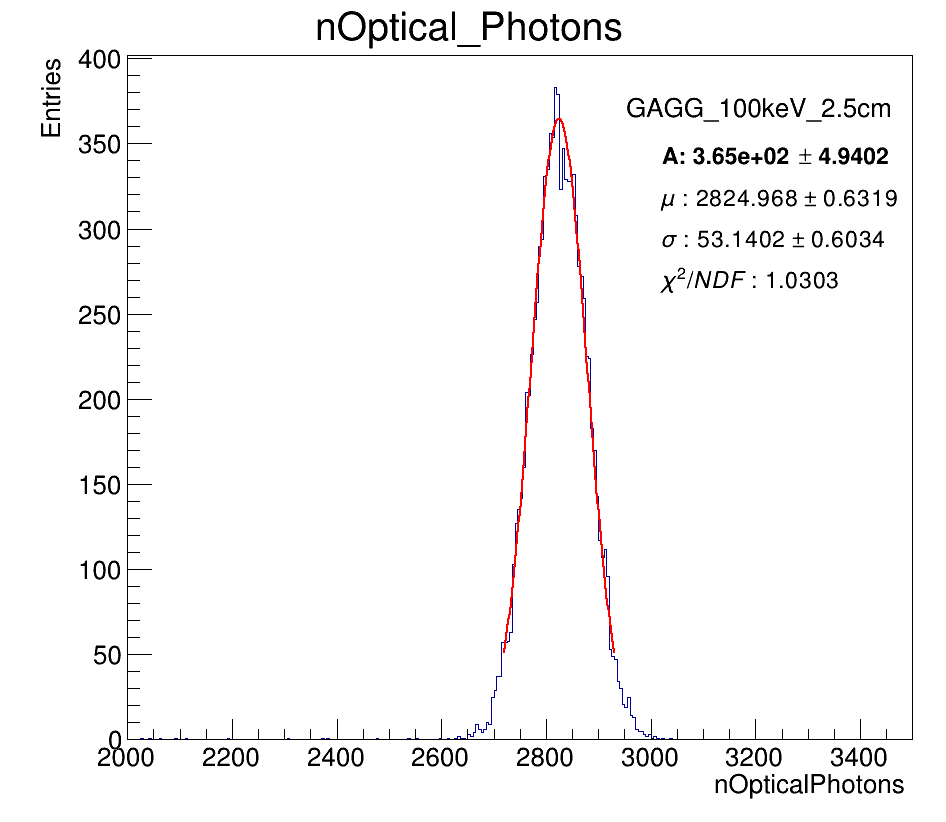 nOptical_Photons
Entries
400
350
300
250
200
150
100
50
0
GAGG_100keV_2.5cm
A: 3.65e+02 ± 4.9402
μ : 2824.968 ± 0.6319
σ : 53.1402 ± 0.6034
χ²/NDF : 1.0303
2000 2200 2400 2600 2800 3000 3200 3400
nOpticalPhotons